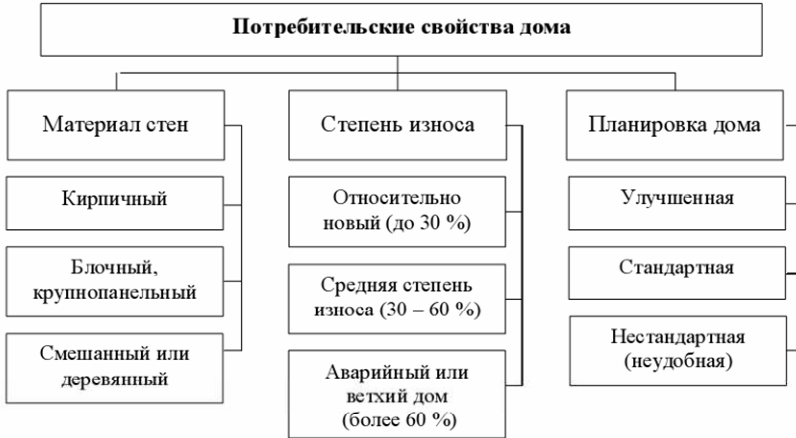 Потребительские свойства дома
Материал стен
Кирпичный
Блочный,
крупнопанельный
Смешанный или
деревянный
Степень износа
Относительно
новый (до 30 %)
Средняя степень
износа (30 – 60 %)
Аварийный или
ветхий дом
(более 60 %)
Планировка дома
Улучшенная
Стандартная
Нестандартная
(неудобная)